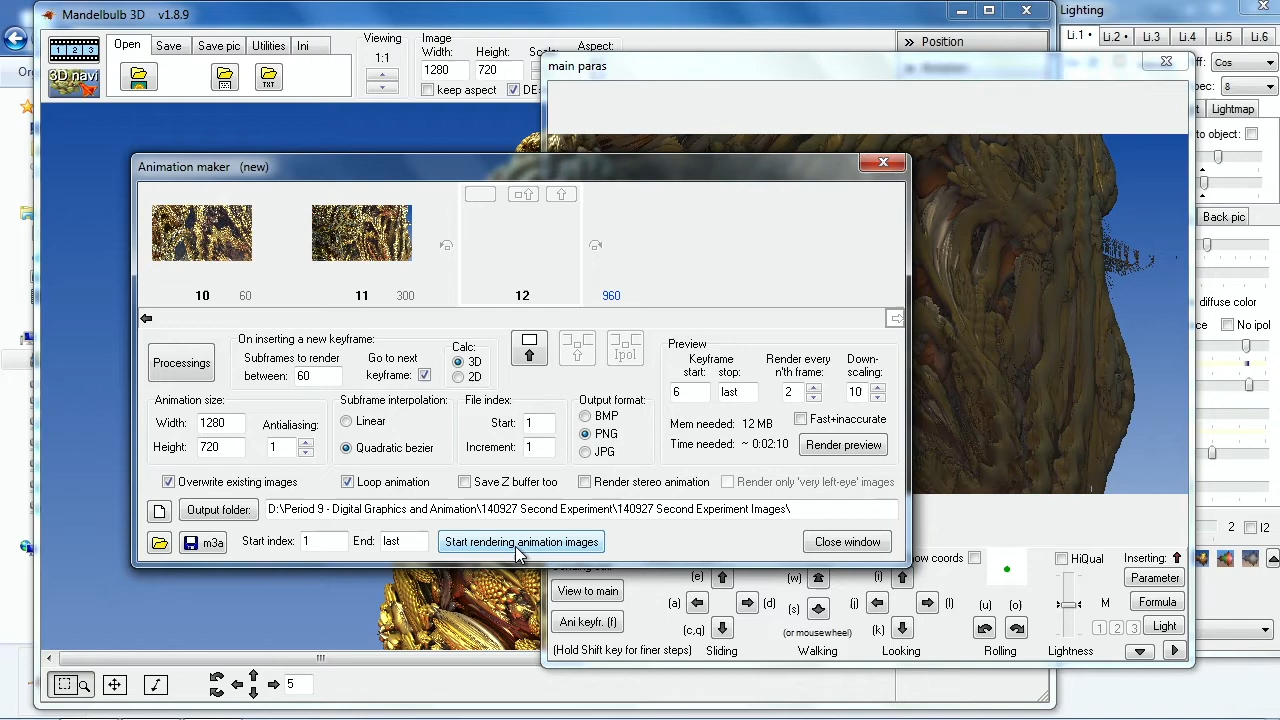 Mandelbulb 3D v1.8.9
Lighting
Open Save Save pic Utilities Ini
3D navi
Viewing
1:1
Image
Width: Height: Scale: Aspect:
1280 720
keep aspect
Position
Li.1 Li.2 Li.3 Li.4 Li.5 Li.6
Cos
8
Lightmap
to object:
Back pic
diffuse color
No ipol
2 I2
main paras
Animation maker (new)
10 60 11 300 12 960
Processings
On inserting a new keyframe:
Subframes to render between: 60
Go to next keyframe:
Calc:
3D
2D
Ipol
Preview
Keyframe start: stop:
6 last
Render every n'th frame:
2
Down-scaling:
10
Mem needed: 12 MB
Time needed: ~ 0:02:10
Fast+inaccurate
Render preview
Animation size:
Width: 1280
Height: 720
Antialiasing:
1
Subframe interpolation:
Linear
Quadratic bezier
File index:
Start: 1
Increment: 1
Output format:
BMP
PNG
JPG
Overwrite existing images Loop animation Save Z buffer too Render stereo animation Render only 'very left-eye' images
Output folder: D:\Period 9 - Digital Graphics and Animation\140927 Second Experiment\140927 Second Experiment Images\
m3a Start index: 1 End: last Start rendering animation images Close window
View to main
Ani keyfr. (f)
(Hold Shift key for finer steps)
(e)
(a) (d)
(c,q)
Sliding
(w)
(s)
(or mousewheel)
Walking
(i)
(j) (l)
(k)
Looking
(u) (o)
Rolling
HiQual
M
1 2 3
Lightness
Inserting:
Parameter
Formula
Light
5